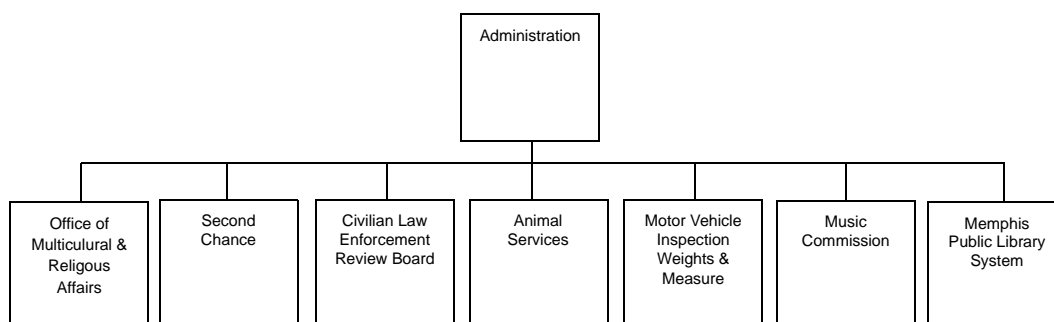 Administration
Office of
Multiculural &
Religous
Affairs
Second
Chance
Civilian Law
Enforcement
Review Board
Animal
Services
Motor Vehicle
Inspection
Weights &
Measure
Music
Commission
Memphis
Public Library
System